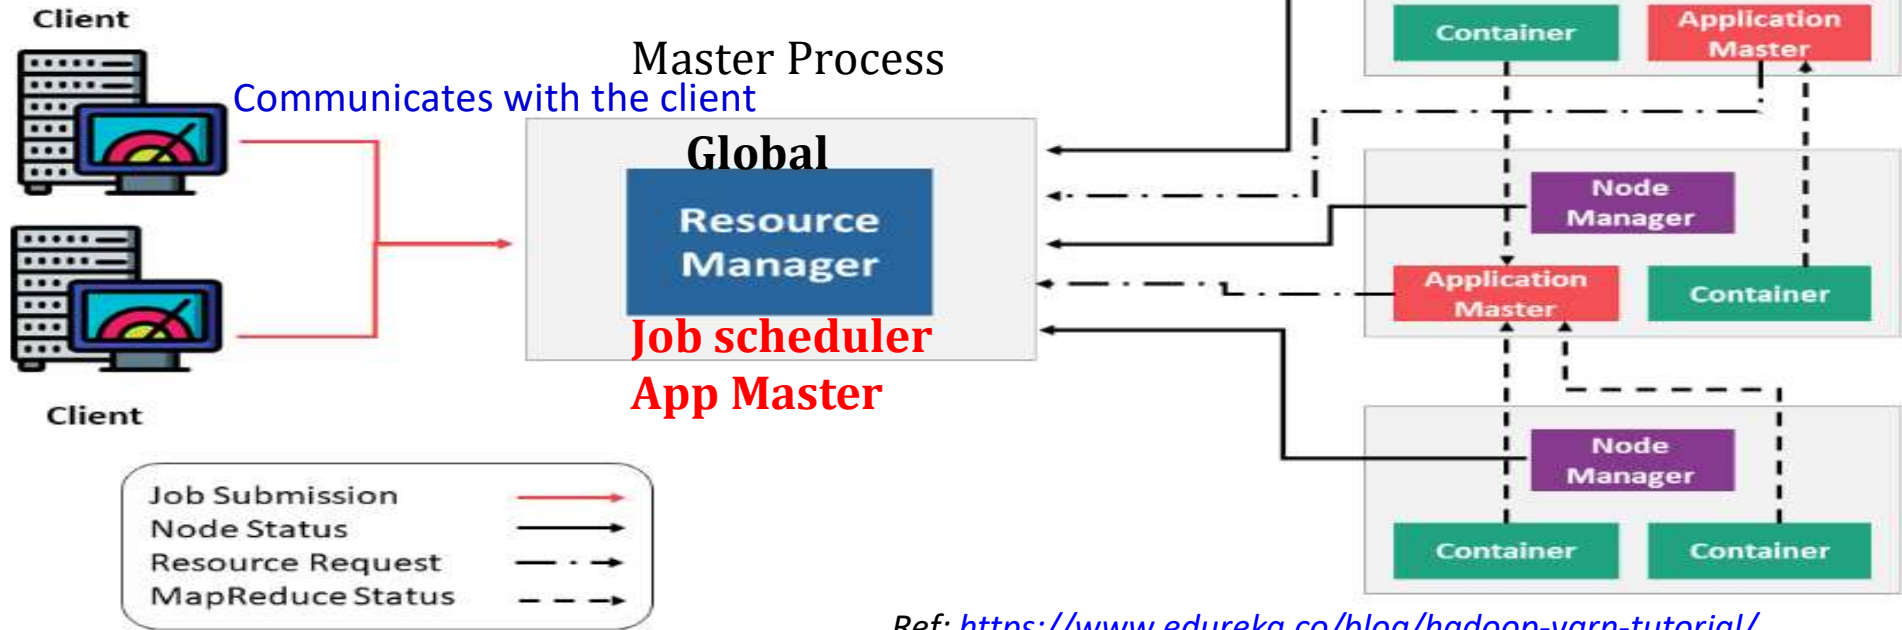 Client
Master Process
Communicates with the client
Global
Resource
Manager
Job scheduler
App Master
Client
Job Submission
Node Status
Resource Request
MapReduce Status
Container
Application
Master
Node
Manager
Application
Master
Container
Node
Manager
Container
Container
Ref: https://www.edureka.co/blog/hadoop-yarn-tutorial/